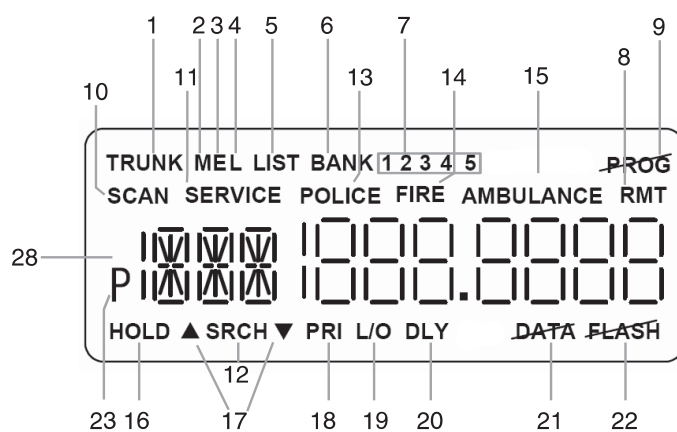 1 2 3 4 5 6 7 9
10 11 13 14 15 8
TRUNK MEL LIST BANK 1 2 3 4 5 PROG
SCAN SERVICE POLICE FIRE AMBULANCE RMT
28
P
HOLD ▲ SRCH ▼ PRI L/O DLY DATA FLASH
12
23 16 17 18 19 20 21 22